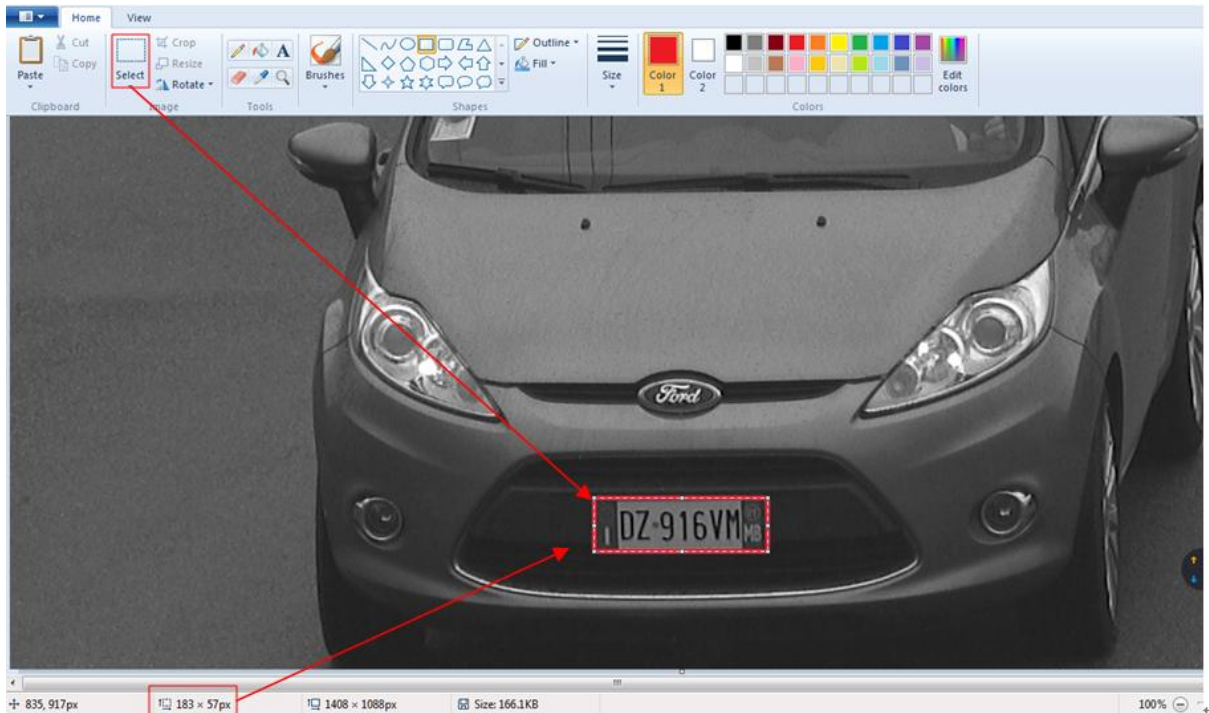 Home View
Cut
Copy
Paste
Clipboard
Select
Crop
Resize
Rotate
Image
A
Tools
Brushes
Outline
Fill
Shapes
Size
Color 1
Color 2
Edit colors
Colors
Ford
I DZ·916VM MB
835, 917px 183 × 57px 1408 × 1088px Size: 166.1KB 100%